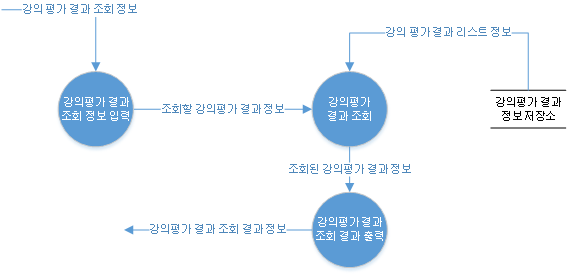 강의 평가 결과 조회 정보
강의 평가 결과 리스트 정보
강의평가 결과
조회 정보 입력
조회할 강의평가 결과 정보
강의평가
결과 조회
강의평가 결과
정보 저장소
조회된 강의평가 결과 정보
강의평가 결과 조회 결과 정보
강의평가 결과
조회 결과 출력